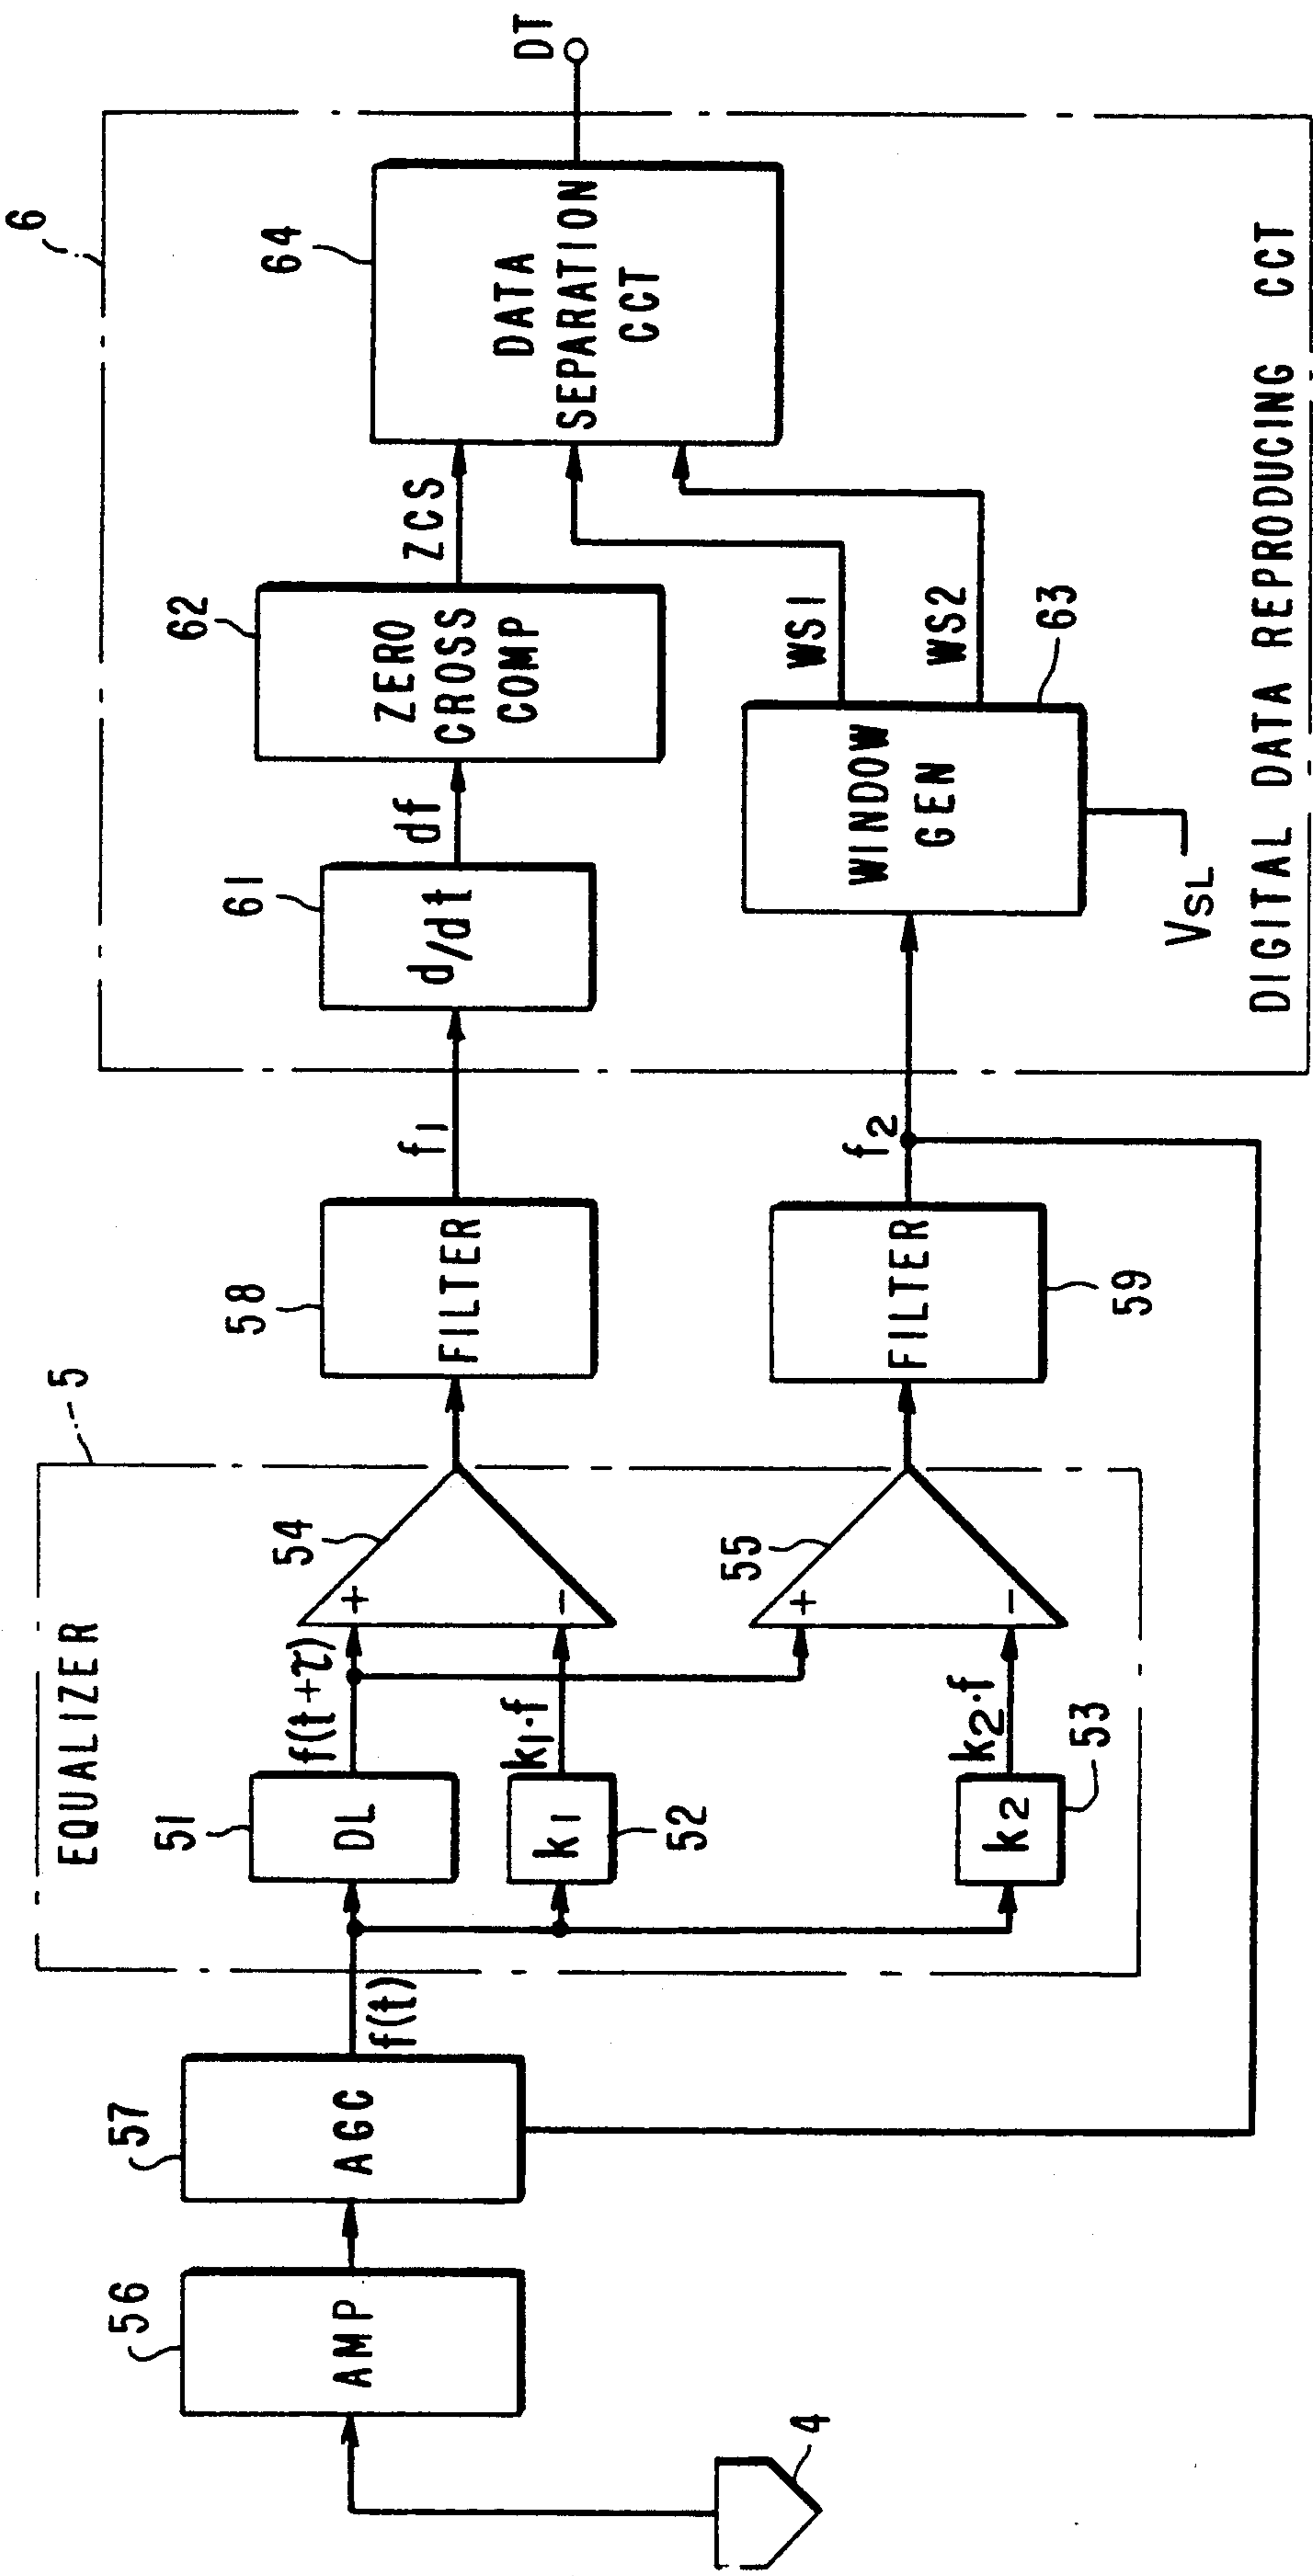 4
56
AMP
57
AGC
f(t)
EQUALIZER
5
51
DL
f(t+τ)
k1
52
k1·f
k2
53
k2·f
54
+
−
55
+
−
58
FILTER
f1
59
FILTER
f2
6
61
d/dt
df
62
ZERO
CROSS
COMP
ZCS
WINDOW
GEN
63
VSL
WS1
WS2
64
DATA
SEPARATION
CCT
DT
DIGITAL DATA REPRODUCING CCT